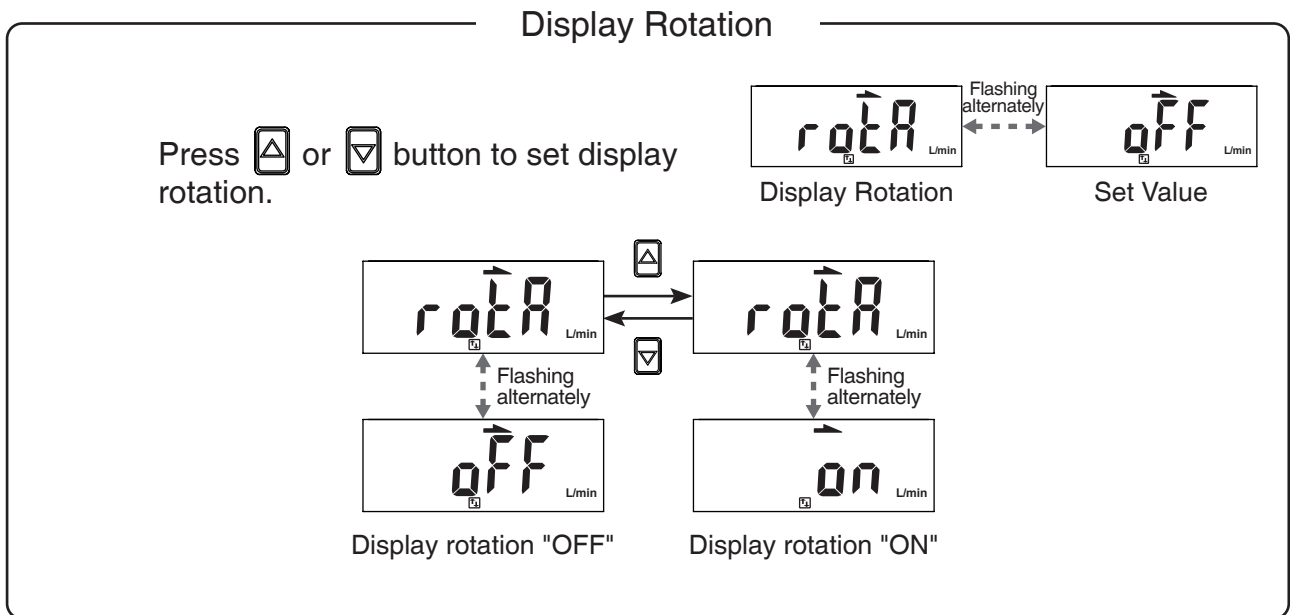 Display Rotation
Press △ or ▽ button to set display
rotation.
rotA L/min
Flashing
alternately
oFF L/min
Display Rotation
Set Value
△
rotA L/min
rotA L/min
▽
Flashing
alternately
Flashing
alternately
oFF L/min
on L/min
Display rotation "OFF"
Display rotation "ON"